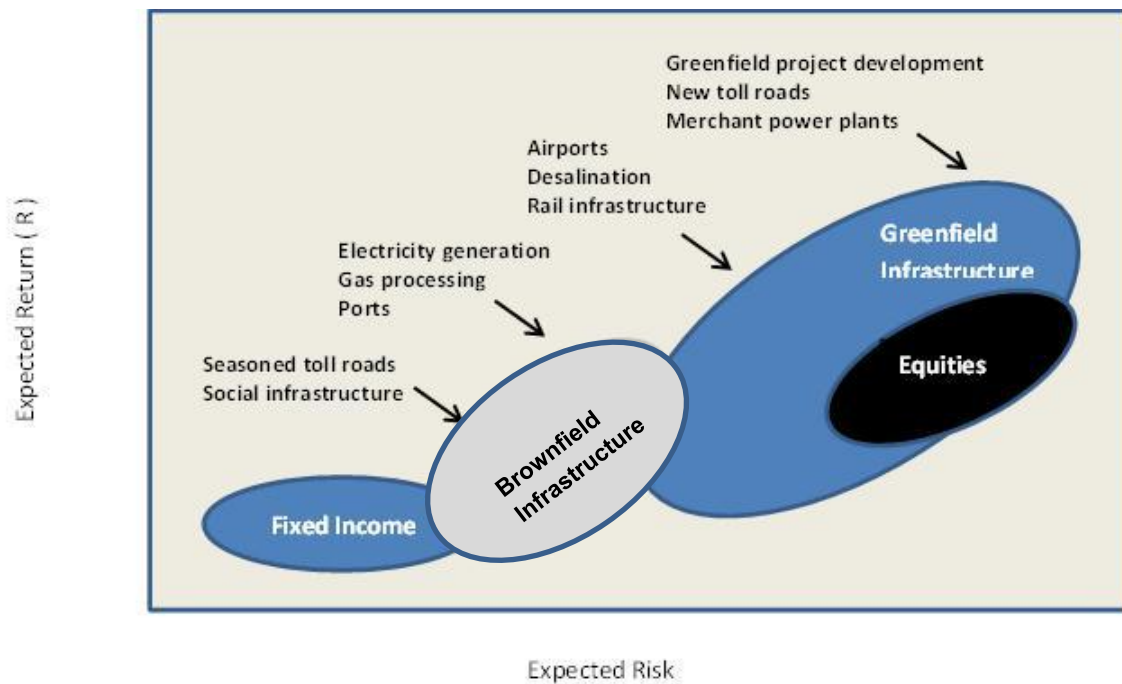 Greenfield project development
New toll roads
Merchant power plants
Airports
Desalination
Rail infrastructure
Electricity generation
Gas processing
Ports
Seasoned toll roads
Social infrastructure
Greenfield
Infrastructure
Equities
Brownfield
Infrastructure
Fixed Income
Expected Return ( R )
Expected Risk